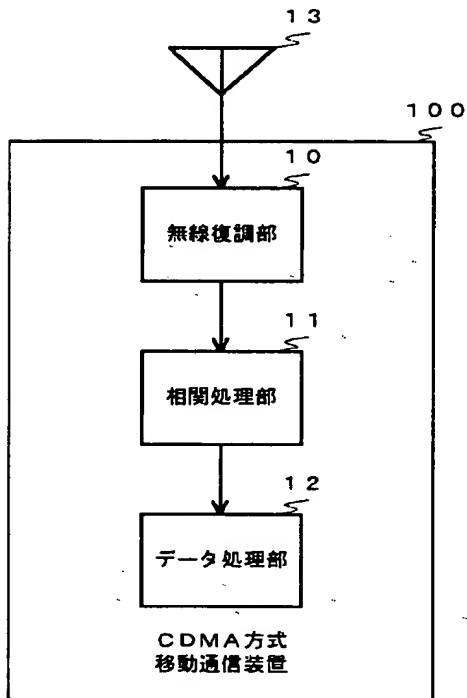 １３
１００
１０
無線復調部
１１
相関処理部
１２
データ処理部
ＣＤＭＡ方式
移動通信装置